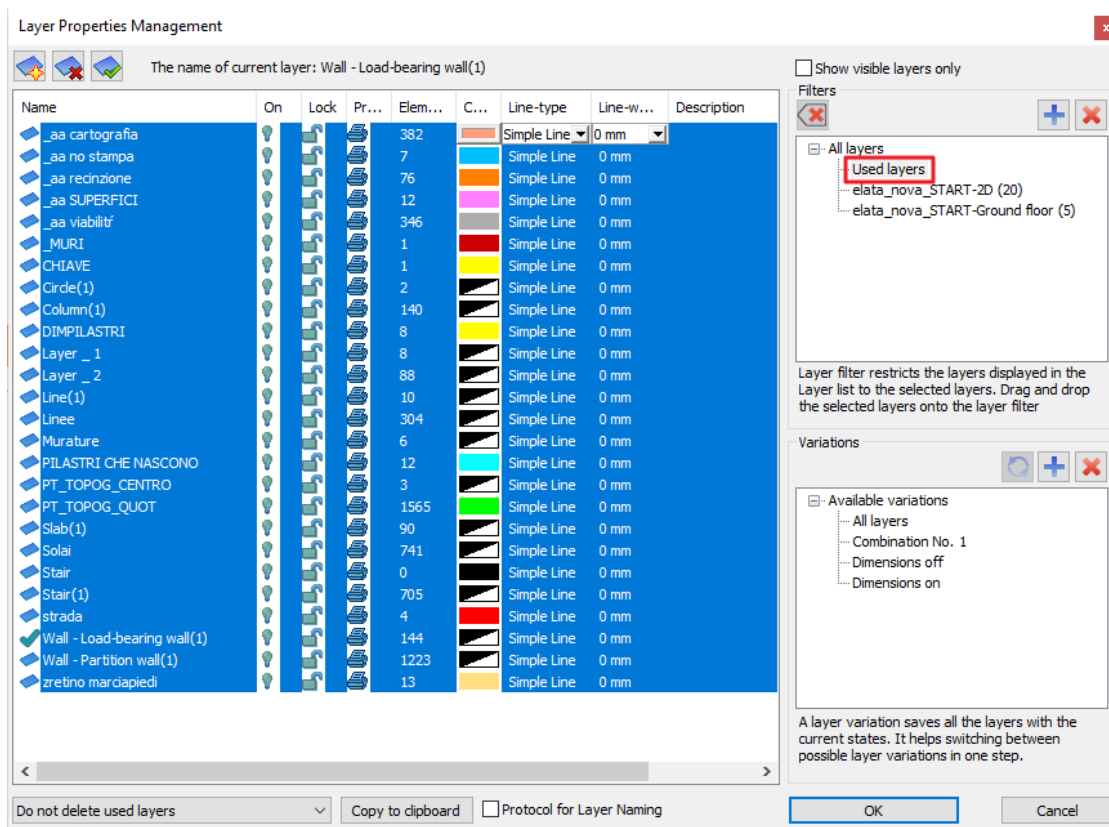 Layer Properties Management
x
The name of current layer: Wall - Load-bearing wall(1)
Show visible layers only
Filters
Name On Lock Pr... Elem... C... Line-type Line-w... Description
_aa cartografia 382 Simple Line 0 mm
_aa no stampa 7 Simple Line 0 mm
_aa recinzione 76 Simple Line 0 mm
_aa SUPERFICI 12 Simple Line 0 mm
_aa viabilitŕ 346 Simple Line 0 mm
_MURI 1 Simple Line 0 mm
CHIAVE 1 Simple Line 0 mm
Circle(1) 2 Simple Line 0 mm
Column(1) 140 Simple Line 0 mm
DIMPILASTRI 8 Simple Line 0 mm
Layer _ 1 8 Simple Line 0 mm
Layer _ 2 88 Simple Line 0 mm
Line(1) 10 Simple Line 0 mm
Linee 304 Simple Line 0 mm
Murature 6 Simple Line 0 mm
PILASTRI CHE NASCONO 12 Simple Line 0 mm
PT_TOPOG_CENTRO 3 Simple Line 0 mm
PT_TOPOG_QUOT 1565 Simple Line 0 mm
Slab(1) 90 Simple Line 0 mm
Solai 741 Simple Line 0 mm
Stair 0 Simple Line 0 mm
Stair(1) 705 Simple Line 0 mm
strada 4 Simple Line 0 mm
Wall - Load-bearing wall(1) 144 Simple Line 0 mm
Wall - Partition wall(1) 1223 Simple Line 0 mm
zretino marciapiedi 13 Simple Line 0 mm
All layers
Used layers
elata_nova_START-2D (20)
elata_nova_START-Ground floor (5)
Layer filter restricts the layers displayed in the
Layer list to the selected layers. Drag and drop
the selected layers onto the layer filter
Variations
Available variations
All layers
Combination No. 1
Dimensions off
Dimensions on
A layer variation saves all the layers with the
current states. It helps switching between
possible layer variations in one step.
Do not delete used layers
Copy to clipboard
Protocol for Layer Naming
OK
Cancel